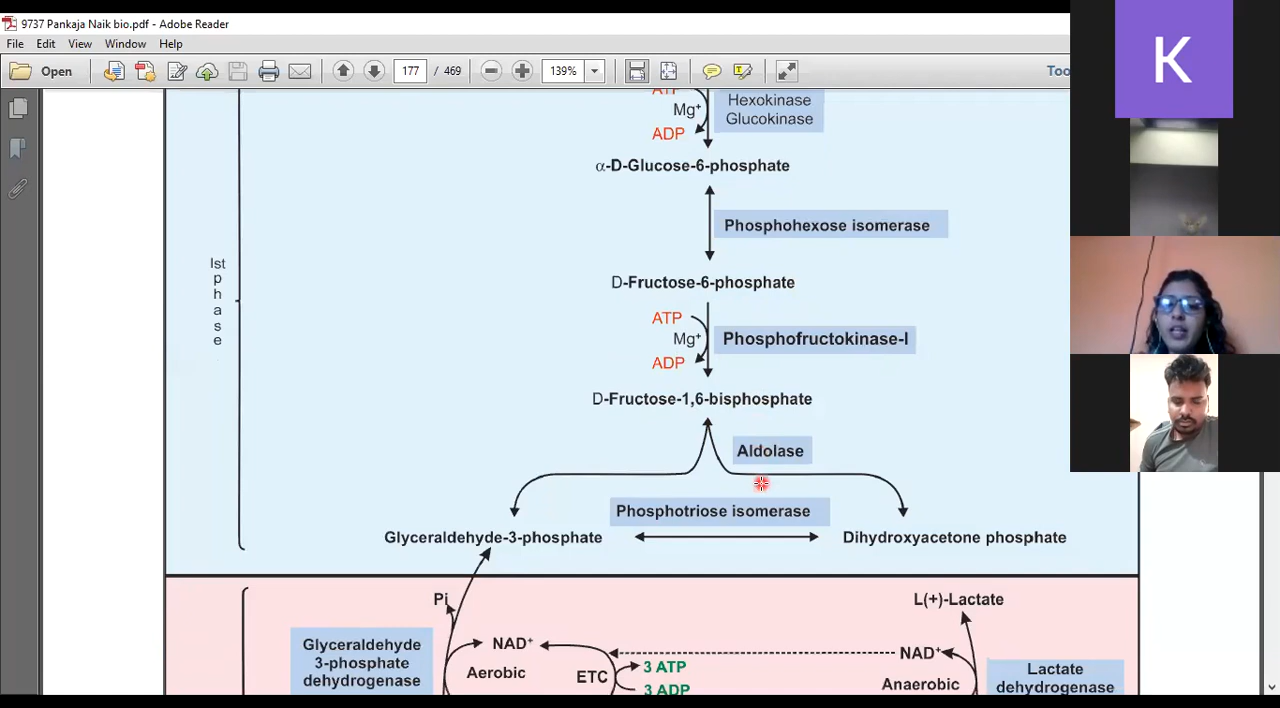 9737 Pankaja Naik bio.pdf - Adobe Reader
File Edit View Window Help
Open 177 / 469 139% Too
K
ATP
Mg⁺
ADP
Hexokinase
Glucokinase
α-D-Glucose-6-phosphate
Phosphohexose isomerase
Ist
p
h
a
s
e
D-Fructose-6-phosphate
ATP
Mg⁺
ADP
Phosphofructokinase-I
D-Fructose-1,6-bisphosphate
Aldolase
Phosphotriose isomerase
Glyceraldehyde-3-phosphate
Dihydroxyacetone phosphate
Pi
L(+)-Lactate
Glyceraldehyde
3-phosphate
dehydrogenase
NAD⁺
Aerobic
ETC
3 ATP
3 ADP
NAD⁺
Anaerobic
Lactate
dehydrogenase